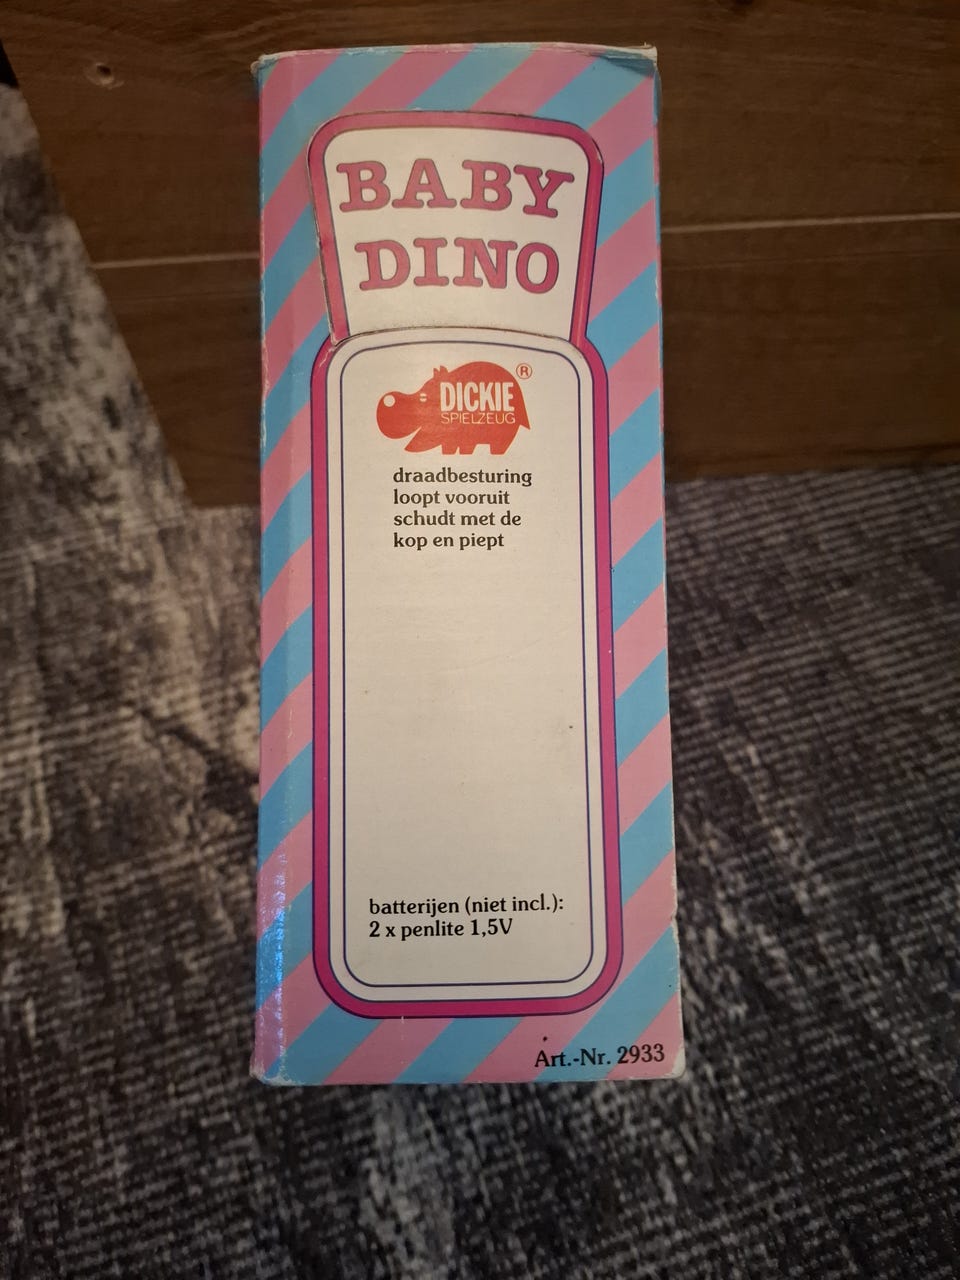 BABY
DINO
DICKIE ®
SPIELZEUG
draadbesturing
loopt vooruit
schudt met de
kop en piept
batterijen (niet incl.):
2 x penlite 1,5V
Art.-Nr. 2933